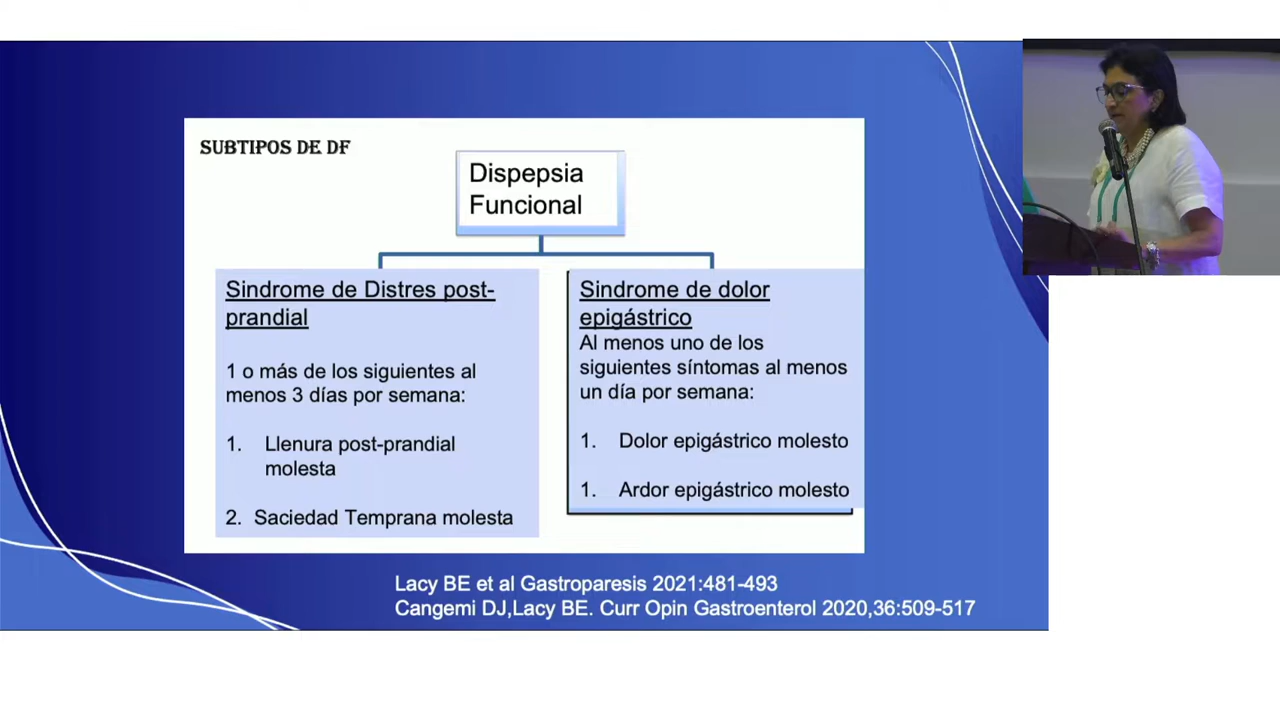 SUBTIPOS DE DF
Dispepsia
Funcional
Sindrome de Distres post-
prandial
1 o más de los siguientes al
menos 3 días por semana:
1. Llenura post-prandial
molesta
2. Saciedad Temprana molesta
Sindrome de dolor
epigástrico
Al menos uno de los
siguientes síntomas al menos
un día por semana:
1. Dolor epigástrico molesto
1. Ardor epigástrico molesto
Lacy BE et al Gastroparesis 2021:481-493
Cangemi DJ,Lacy BE. Curr Opin Gastroenterol 2020,36:509-517